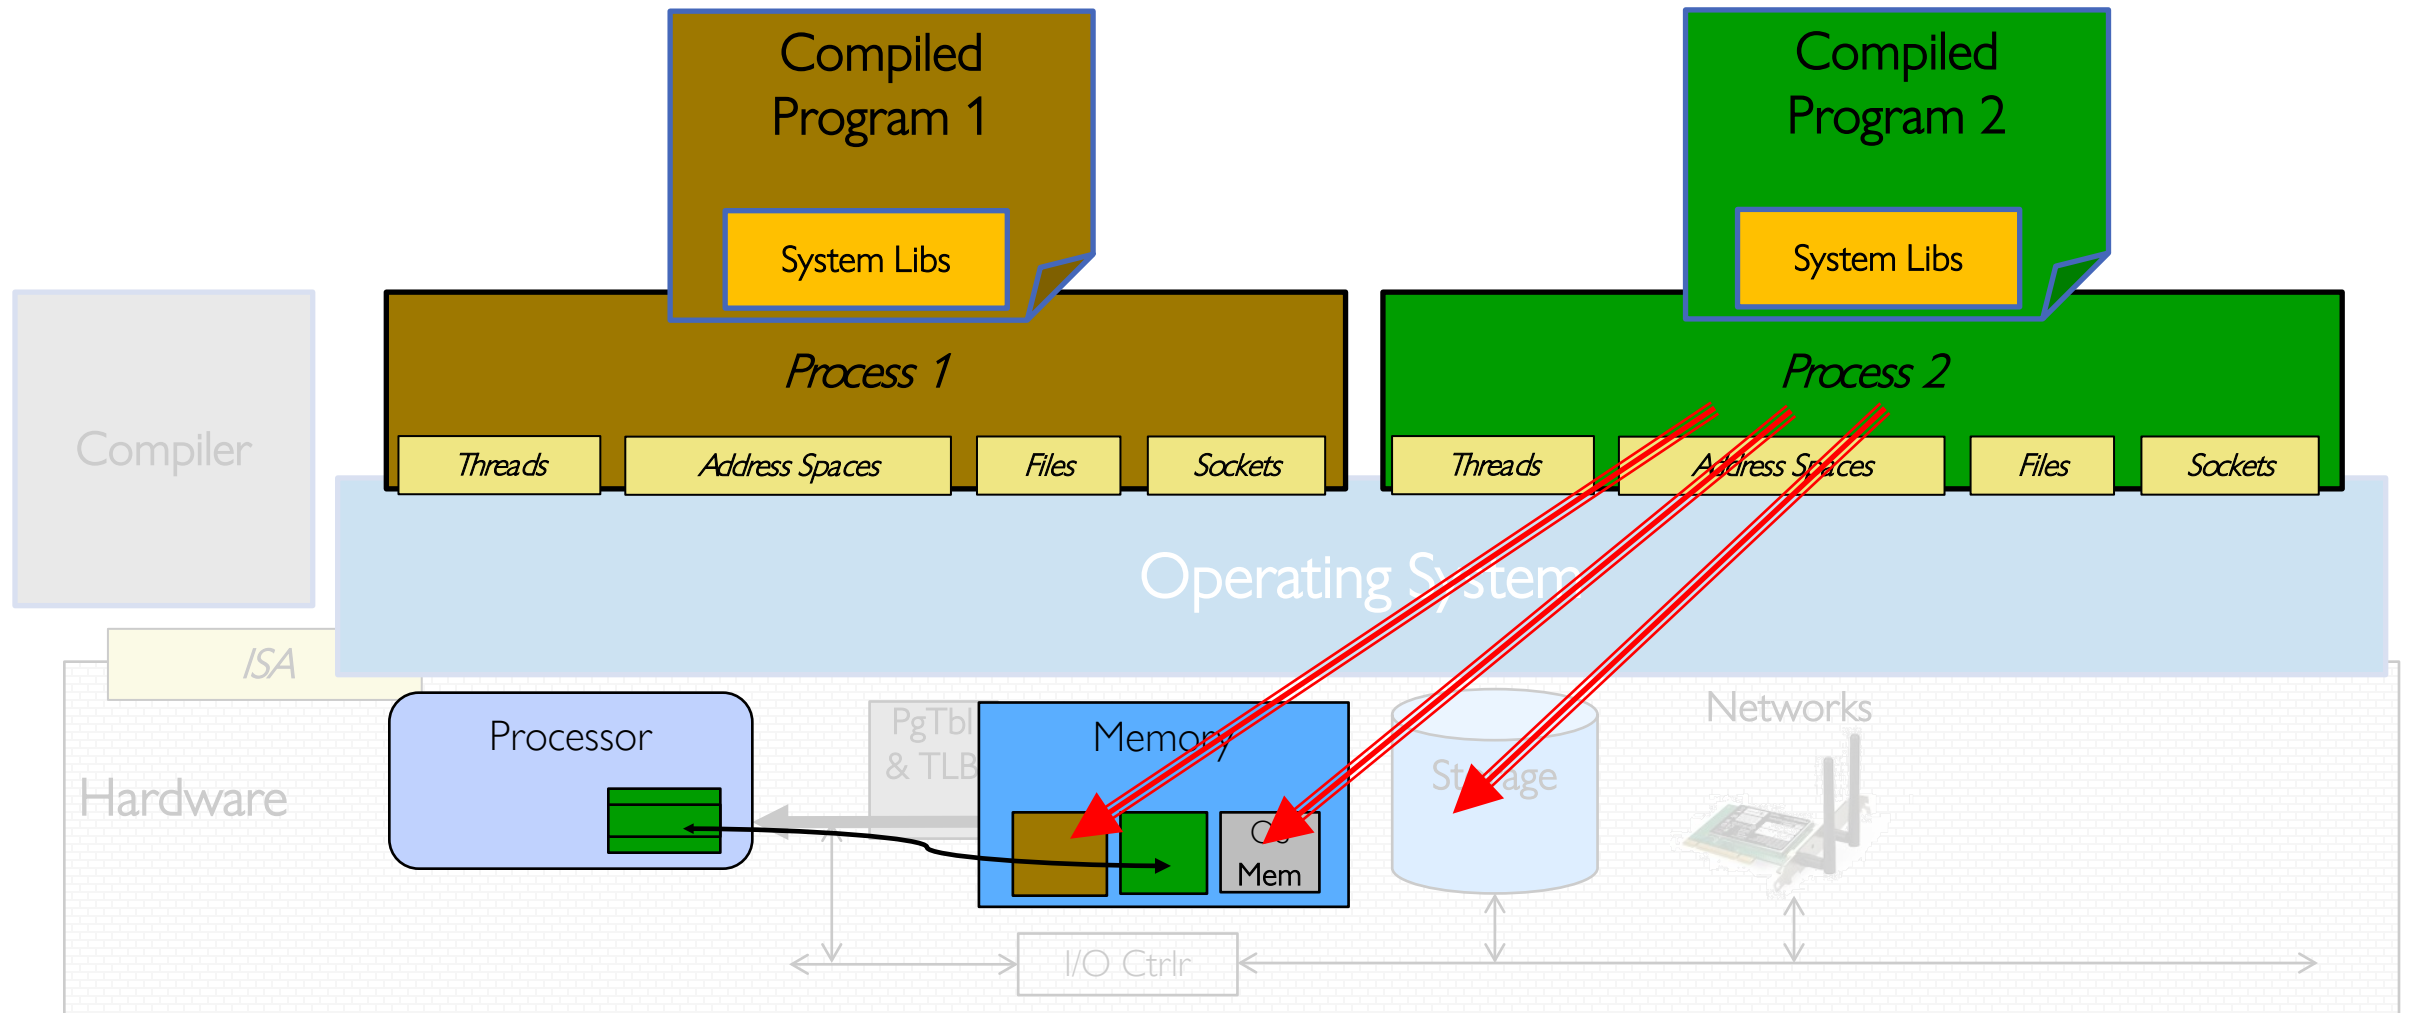 Compiled
Program 1
System Libs
Compiled
Program 2
System Libs
Process 1
Process 2
Compiler
Threads
Address Spaces
Files
Sockets
Threads
Address Spaces
Files
Sockets
Operating System
ISA
Hardware
Processor
PgTbl
& TLB
Memory
Mem
Storage
Networks
I/O Ctrlr